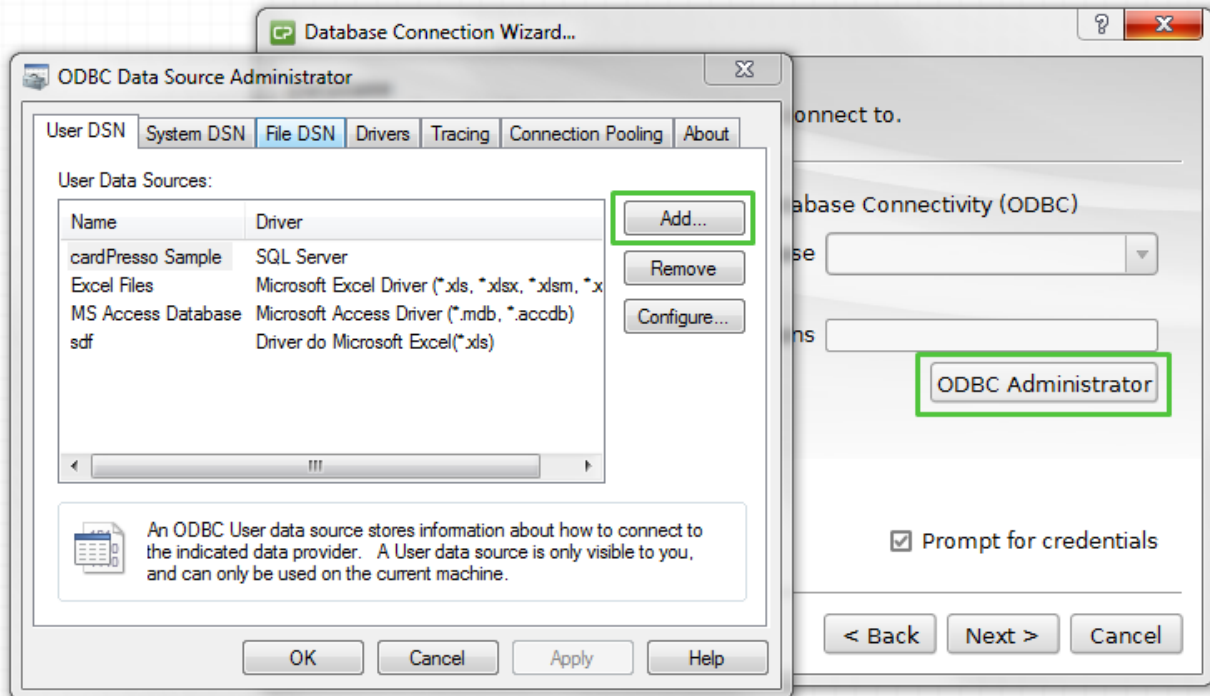 CP Database Connection Wizard...
ODBC Data Source Administrator
User DSN System DSN File DSN Drivers Tracing Connection Pooling About
User Data Sources:
Name Driver
cardPresso Sample SQL Server
Excel Files Microsoft Excel Driver (*.xls, *.xlsx, *.xlsm, *.x
MS Access Database Microsoft Access Driver (*.mdb, *.accdb)
sdf Driver do Microsoft Excel(*.xls)
Add...
Remove
Configure...
An ODBC User data source stores information about how to connect to
the indicated data provider. A User data source is only visible to you,
and can only be used on the current machine.
OK Cancel Apply Help
onnect to.
abase Connectivity (ODBC)
se
ns
ODBC Administrator
Prompt for credentials
< Back Next > Cancel